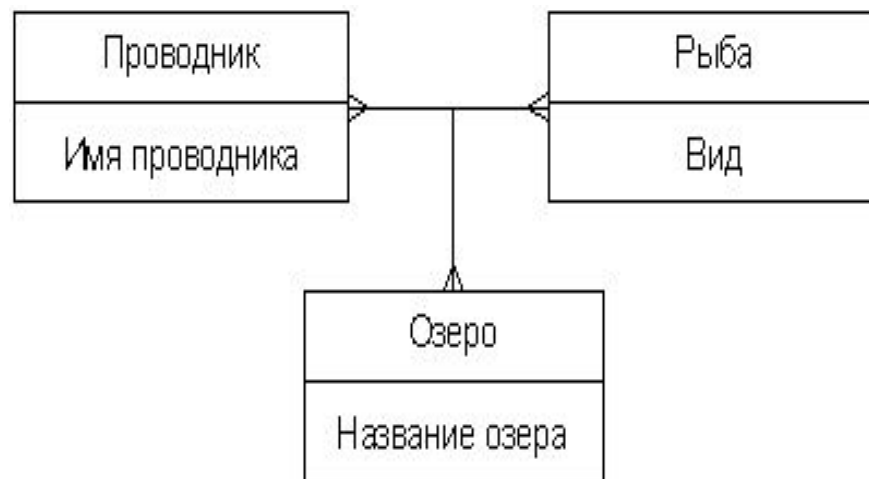 Проводник
Имя проводника
Рыба
Вид
Озеро
Название озера